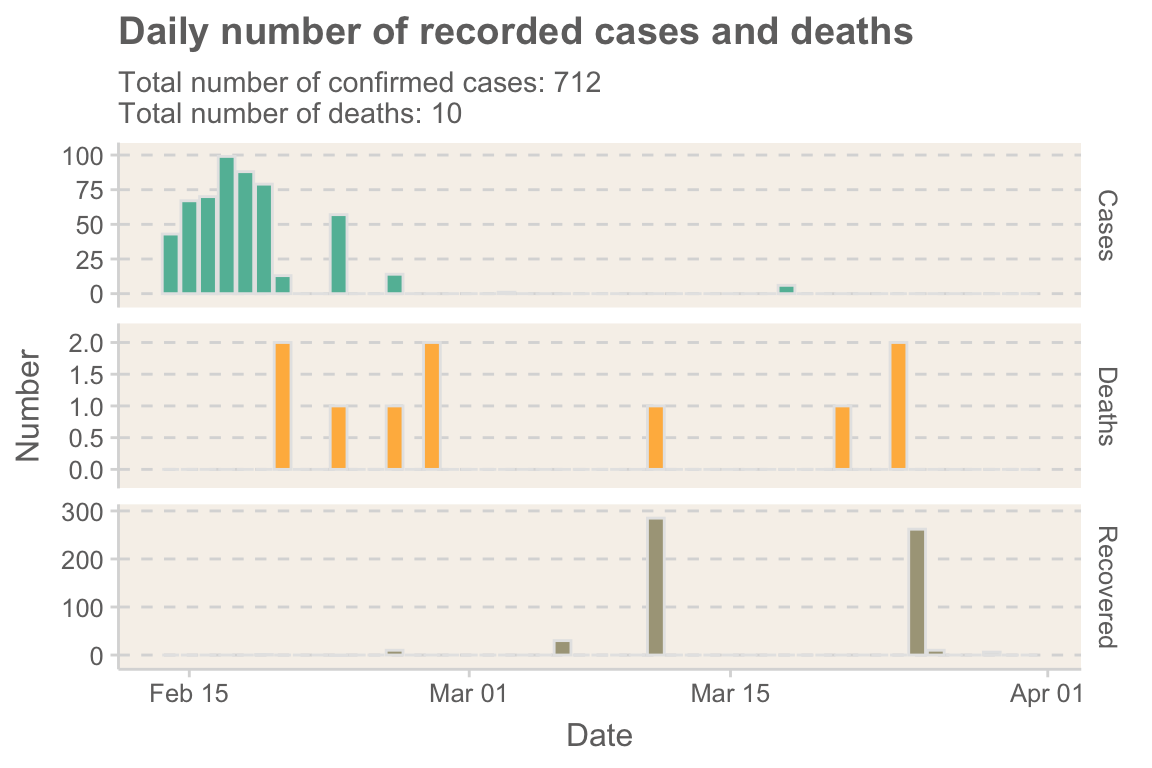 Daily number of recorded cases and deaths
Total number of confirmed cases: 712
Total number of deaths: 10
100
75
50
25
0
Cases
2.0
1.5
1.0
0.5
0.0
Deaths
300
200
100
0
Recovered
Number
Feb 15
Mar 01
Mar 15
Apr 01
Date